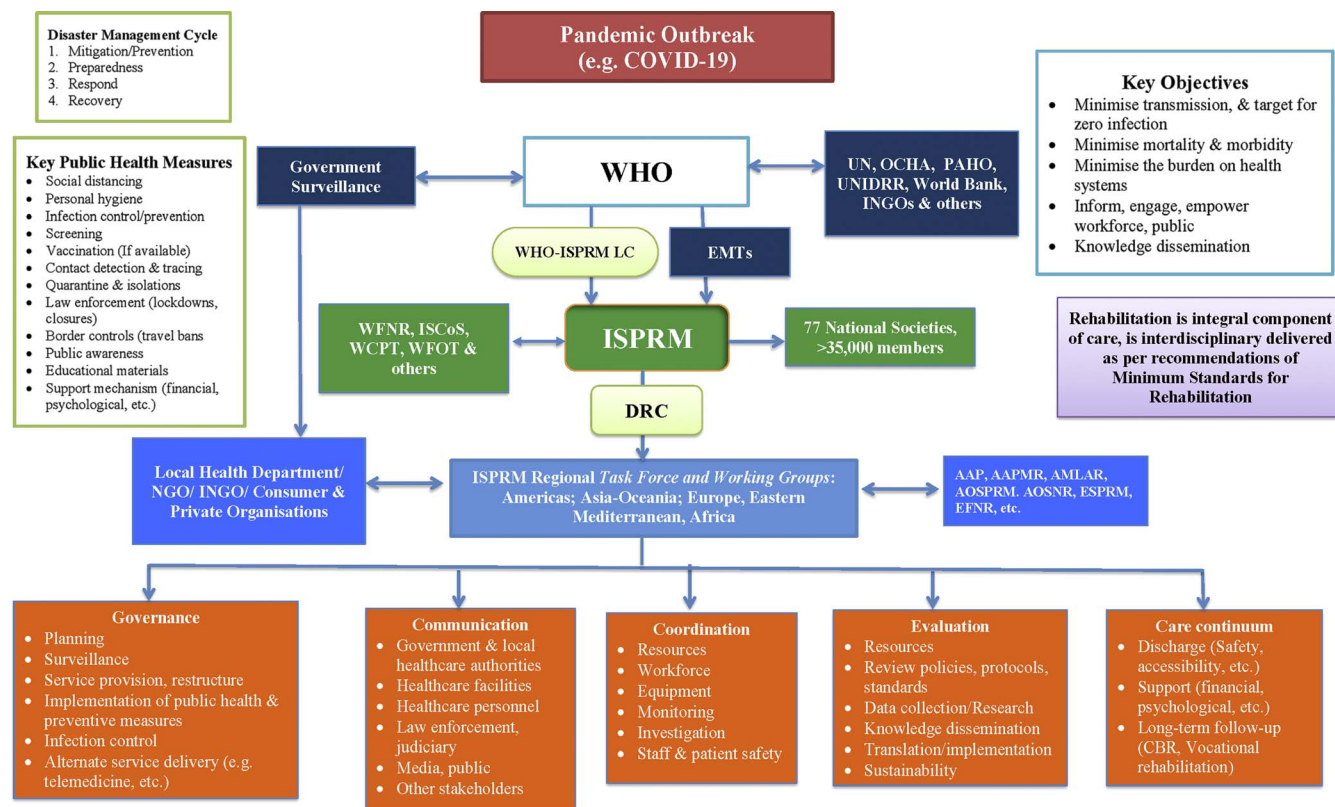 Disaster Management Cycle
1. Mitigation/Prevention
2. Preparedness
3. Respond
4. Recovery
Pandemic Outbreak
(e.g. COVID-19)
Key Objectives
• Minimise transmission, & target for
zero infection
• Minimise mortality & morbidity
• Minimise the burden on health
systems
• Inform, engage, empower
workforce, public
• Knowledge dissemination
Key Public Health Measures
• Social distancing
• Personal hygiene
• Infection control/prevention
• Screening
• Vaccination (If available)
• Contact detection & tracing
• Quarantine & isolations
• Law enforcement (lockdowns,
closures)
• Border controls (travel bans
• Public awareness
• Educational materials
• Support mechanism (financial,
psychological, etc.)
Government
Surveillance
WHO
UN, OCHA, PAHO,
UNIDRR, World Bank,
INGOs & others
WHO-ISPRM LC
EMTs
WFNR, ISCoS,
WCPT, WFOT &
others
ISPRM
77 National Societies,
>35,000 members
Rehabilitation is integral component
of care, is interdisciplinary delivered
as per recommendations of
Minimum Standards for
Rehabilitation
DRC
Local Health Department/
NGO/ INGO/ Consumer &
Private Organisations
ISPRM Regional Task Force and Working Groups:
Americas; Asia-Oceania; Europe, Eastern
Mediterranean, Africa
AAP, AAPMR, AMLAR,
AOSPRM. AOSNR, ESPRM,
EFNR, etc.
Governance
• Planning
• Surveillance
• Service provision, restructure
• Implementation of public health &
preventive measures
• Infection control
• Alternate service delivery (e.g.
telemedicine, etc.)
Communication
• Government & local
healthcare authorities
• Healthcare facilities
• Healthcare personnel
• Law enforcement,
judiciary
• Media, public
• Other stakeholders
Coordination
• Resources
• Workforce
• Equipment
• Monitoring
• Investigation
• Staff & patient safety
Evaluation
• Resources
• Review policies, protocols,
standards
• Data collection/Research
• Knowledge dissemination
• Translation/implementation
• Sustainability
Care continuum
• Discharge (Safety,
accessibility, etc.)
• Support (financial,
psychological, etc.)
• Long-term follow-up
(CBR, Vocational
rehabilitation)